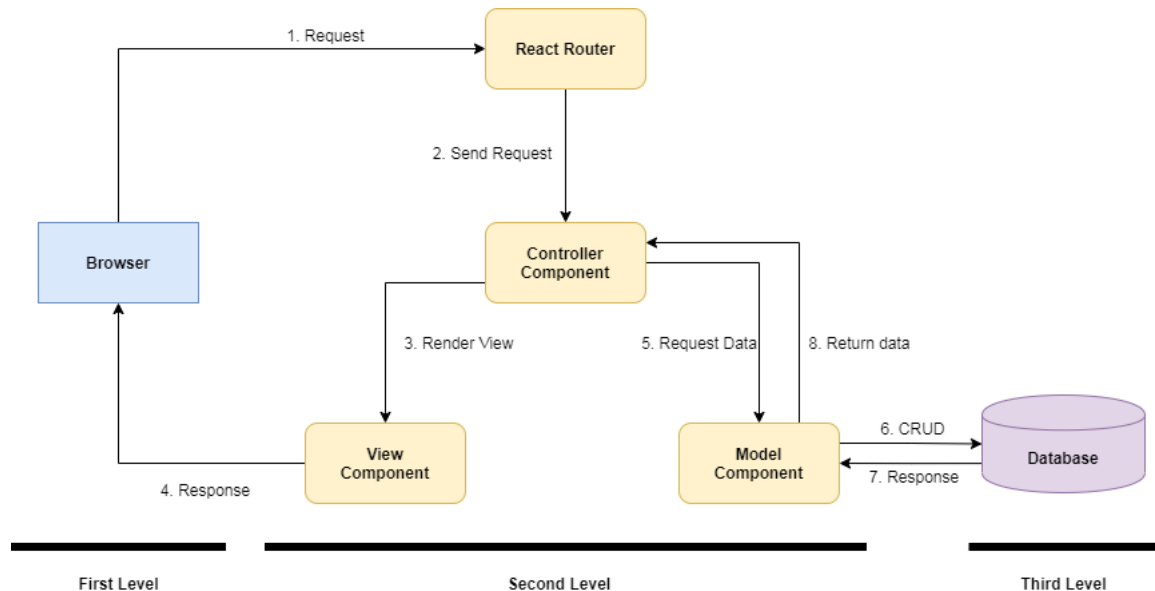 1. Request
React Router
2. Send Request
Browser
Controller
Component
3. Render View
5. Request Data
8. Return data
View
Component
4. Response
Model
Component
6. CRUD
7. Response
Database
First Level
Second Level
Third Level